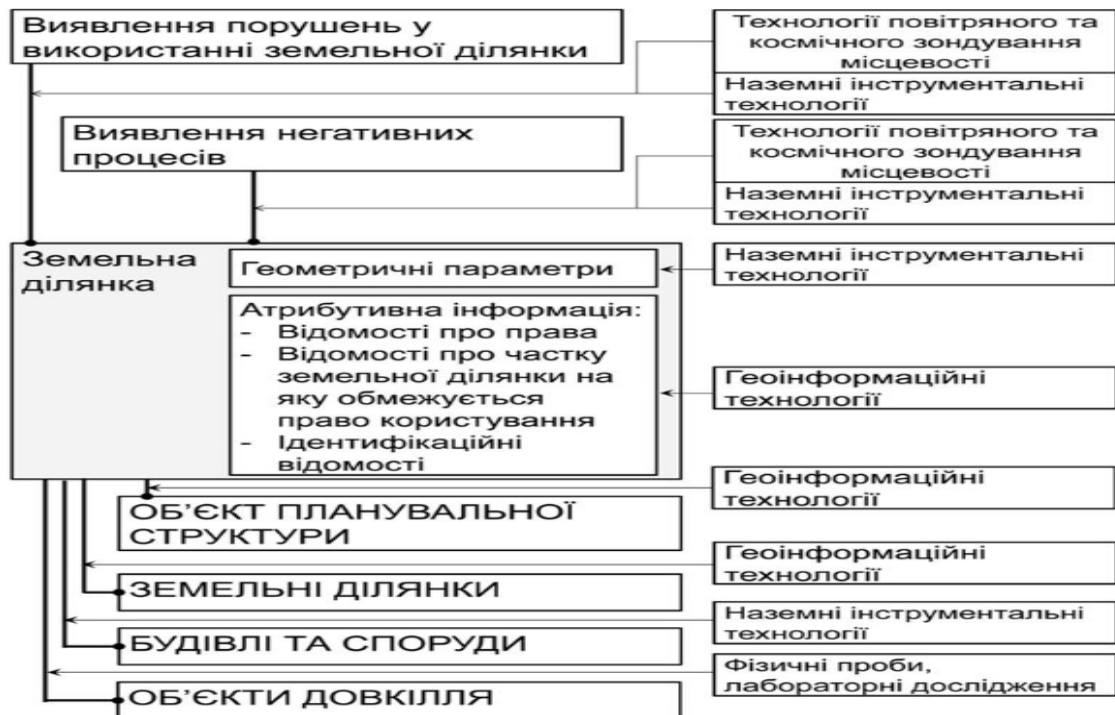 Виявлення порушень у
використанні земельної ділянки
Технології повітряного та
космічного зондування
місцевості
Наземні інструментальні
технології
Виявлення негативних
процесів
Технології повітряного та
космічного зондування
місцевості
Наземні інструментальні
технології
Земельна
ділянка
Геометричні параметри
Наземні інструментальні
технології
Атрибутивна інформація:
- Відомості про права
- Відомості про частку
земельної ділянки на
яку обмежується
право користування
- Ідентифікаційні
відомості
Геоінформаційні
технології
ОБ’ЄКТ ПЛАНУВАЛЬНОЇ
СТРУКТУРИ
Геоінформаційні
технології
ЗЕМЕЛЬНІ ДІЛЯНКИ
Геоінформаційні
технології
БУДІВЛІ ТА СПОРУДИ
Наземні інструментальні
технології
ОБ’ЄКТИ ДОВКІЛЛЯ
Фізичні проби,
лабораторні дослідження